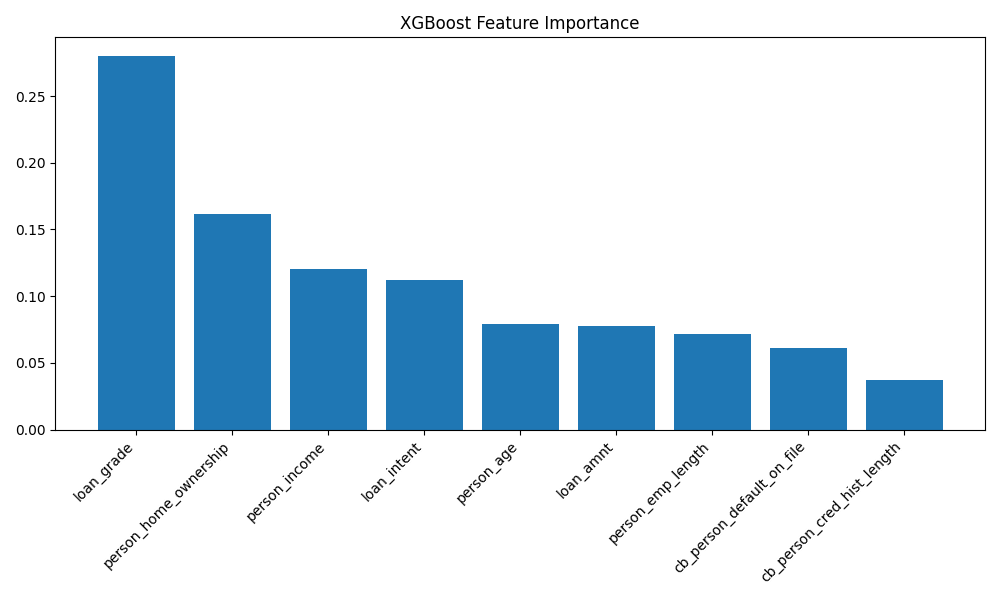 XGBoost Feature Importance
0.25
0.20
0.15
0.10
0.05
0.00
loan_grade
person_home_ownership
person_income
loan_intent
person_age
loan_amnt
person_emp_length
cb_person_default_on_file
cb_person_cred_hist_length